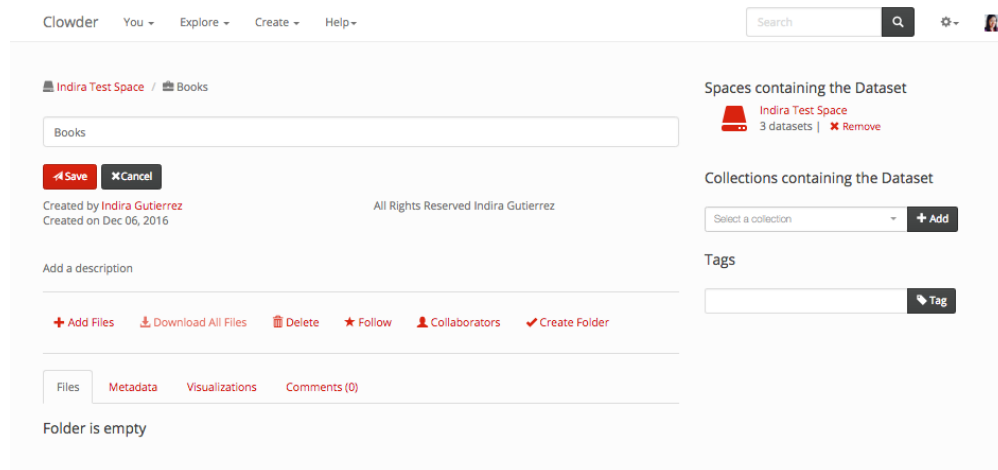 Clowder You Explore Create Help Search
Indira Test Space / Books
Books
Save Cancel
Created by Indira Gutierrez
Created on Dec 06, 2016
All Rights Reserved Indira Gutierrez
Add a description
Add Files Download All Files Delete Follow Collaborators Create Folder
Files Metadata Visualizations Comments (0)
Folder is empty
Spaces containing the Dataset
Indira Test Space
3 datasets | Remove
Collections containing the Dataset
Select a collection Add
Tags
Tag